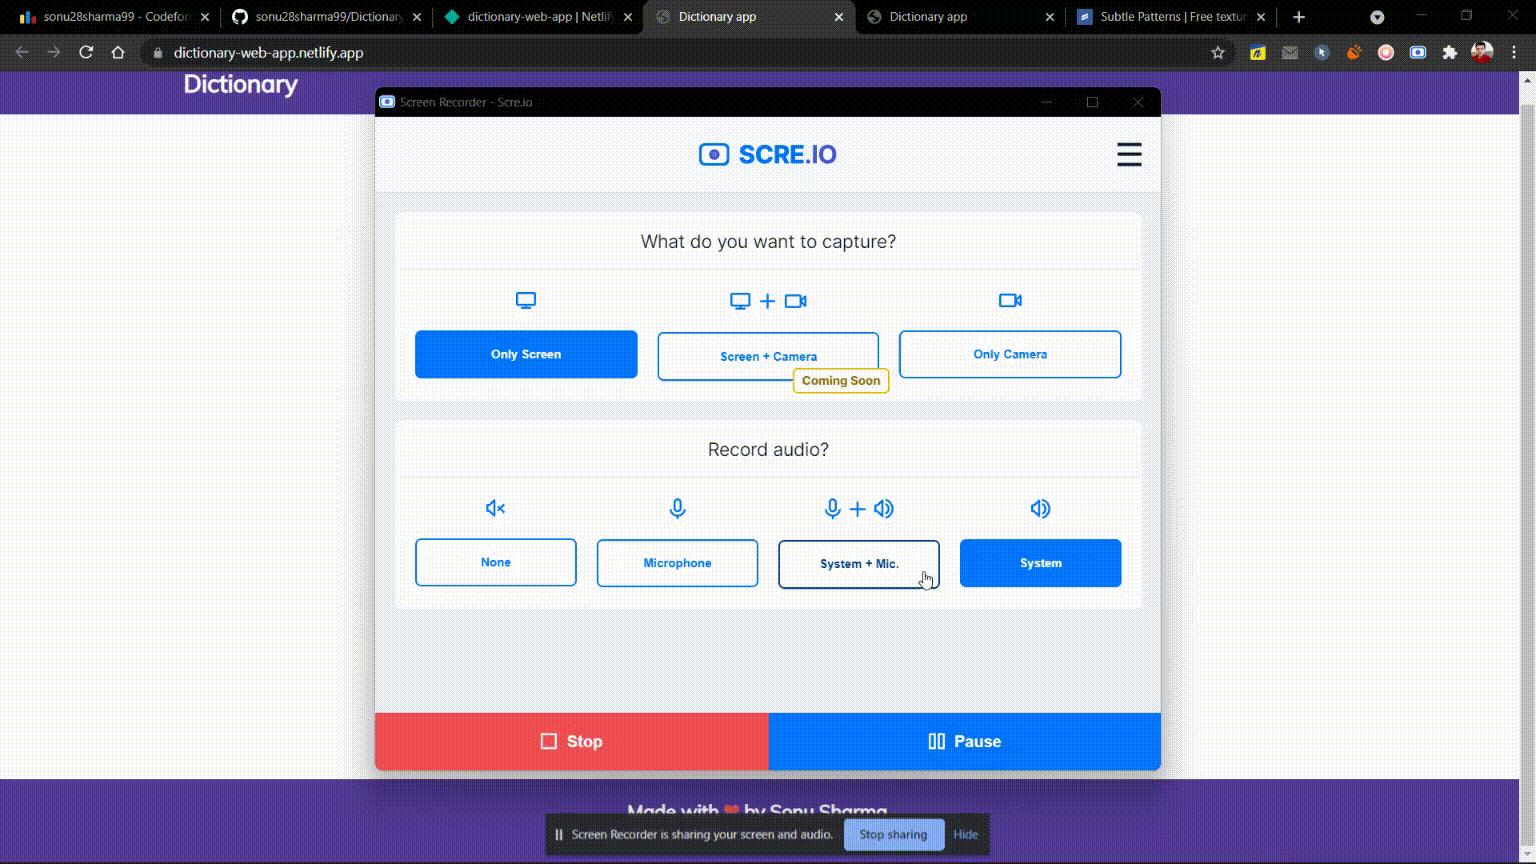 sonu28sharma99 - Codefor
sonu28sharma99/Dictionary
dictionary-web-app | Netlify
Dictionary app
Dictionary app
Subtle Patterns | Free textur
dictionary-web-app.netlify.app
Dictionary
Screen Recorder - Scre.io
SCRE.IO
What do you want to capture?
Only Screen
Screen + Camera
Only Camera
Coming Soon
Record audio?
None
Microphone
System + Mic.
System
Stop
Pause
Made with ❤ by Sonu Sharma
Screen Recorder is sharing your screen and audio.
Stop sharing
Hide